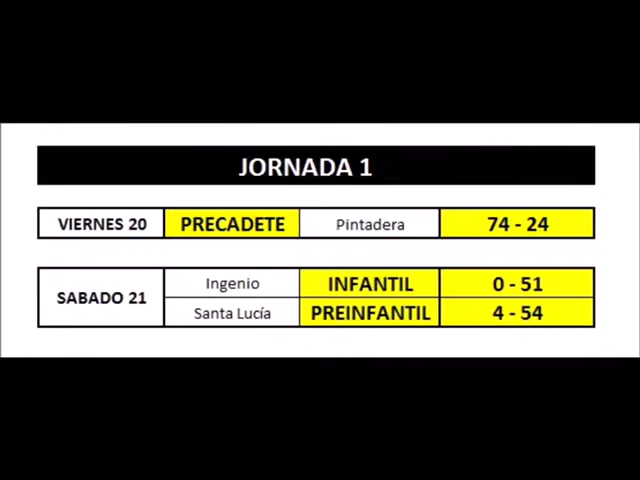 JORNADA 1
VIERNES 20 PRECADETE Pintadera 74 - 24
SABADO 21 Ingenio INFANTIL 0 - 51
Santa Lucía PREINFANTIL 4 - 54